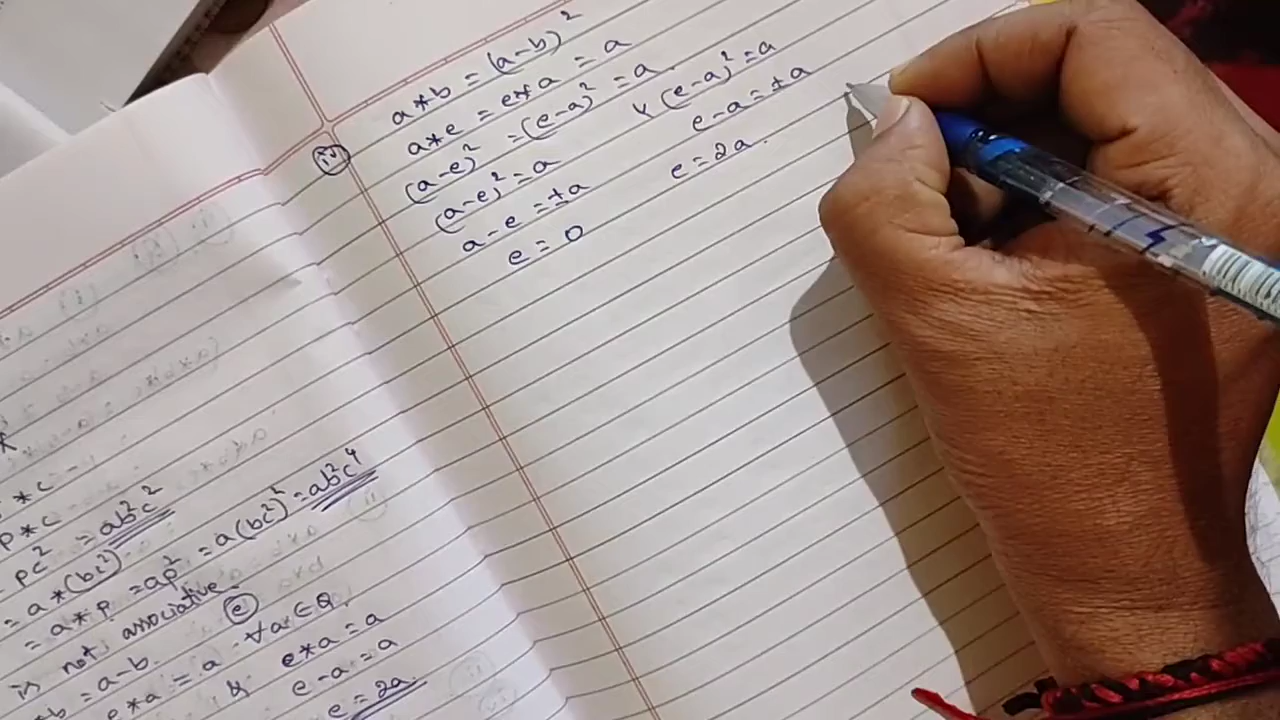 (iv) a*b = (a-b)²
a*e = e*a = a
(a-e)² = (e-a)² = a.
(a-e)² = a & (e-a)² = a
a-e = ±a e-a = ±a
e = 0 e = 2a.
*c
p*c
pc² = ab²c²
= a*(bc²)
= a*p = ap² = a(bc²)² = ab²c⁴
is not associative.
b = a-b. (e)
e*a = a ∀a∈Q.
& e*a = a
e-a = a
e = 2a.